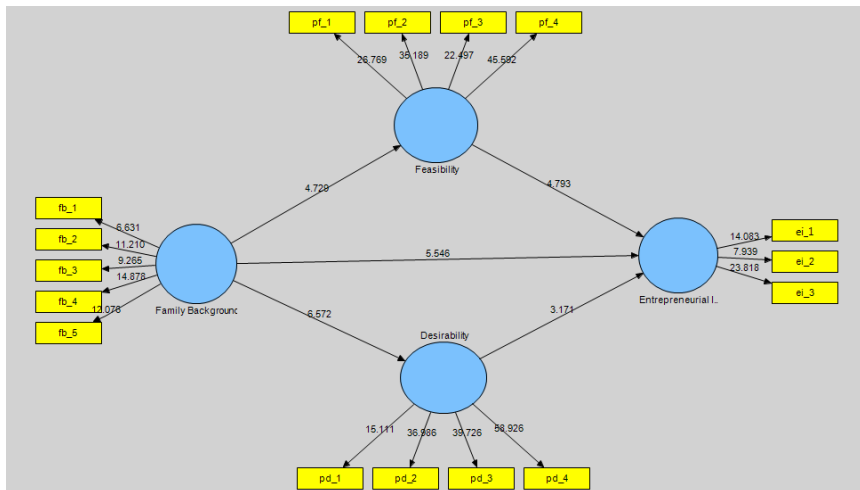 pf_1 pf_2 pf_3 pf_4
26.769 35.189 22.497 45.592
Feasibility
4.729 4.793
fb_1
fb_2
fb_3
fb_4
fb_5
6.631
11.210
9.265
14.878
12.076
Family Background
5.546
6.572
3.171
Entrepreneurial I..
14.083
7.939
23.818
ei_1
ei_2
ei_3
Desirability
15.111 36.986 39.726 58.926
pd_1 pd_2 pd_3 pd_4